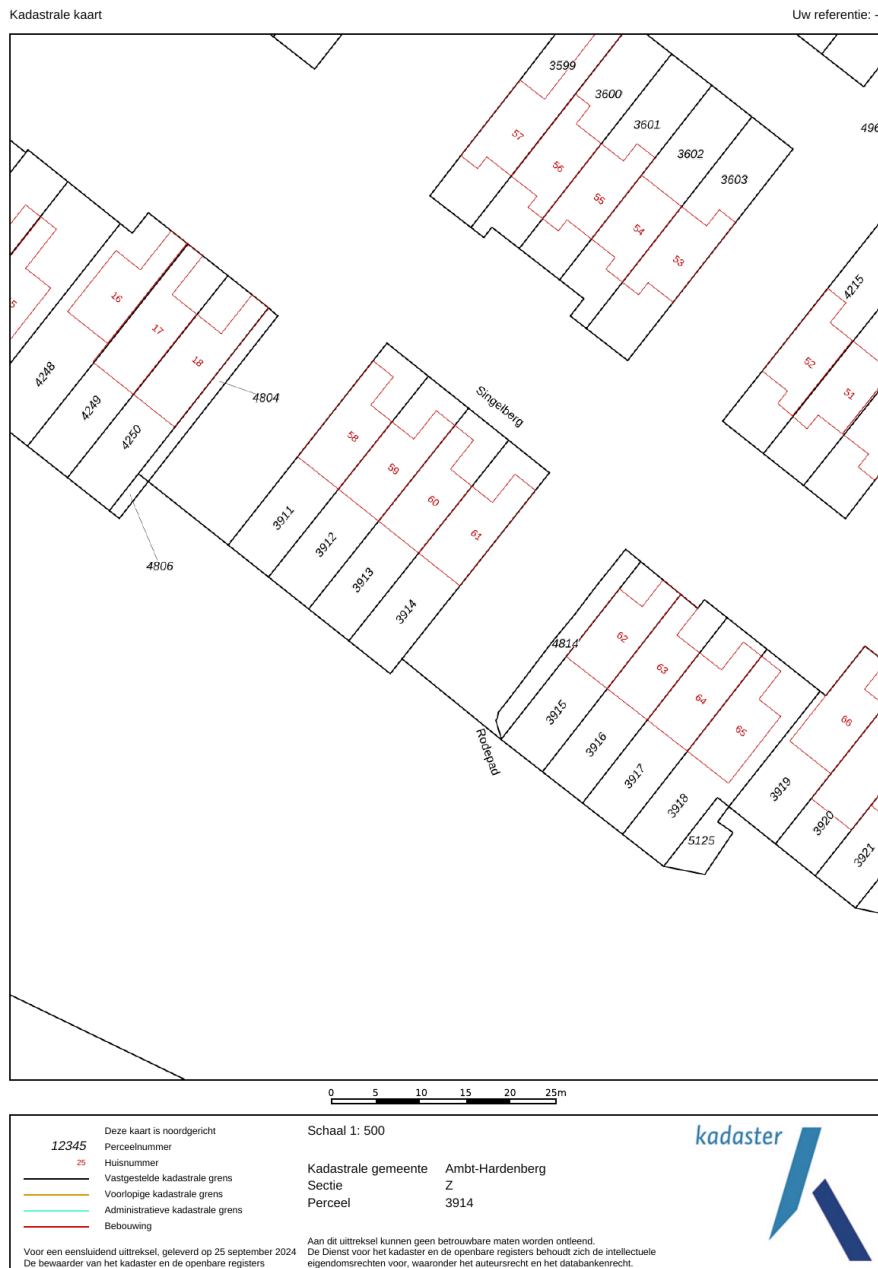 Kadastrale kaart
Uw referentie: -
3599
3600
3601
3602
3603
57
56
55
54
53
4215
52
51
16
17
18
4248
4249
4250
4804
4806
Singelberg
58
59
60
61
3911
3912
3913
3914
4814
62
63
64
65
66
3915
3916
3917
3918
3919
3920
3921
5125
Rodepad
0 5 10 15 20 25m
Deze kaart is noordgericht
12345 Perceelnummer
25 Huisnummer
Vastgestelde kadastrale grens
Voorlopige kadastrale grens
Administratieve kadastrale grens
Bebouwing
Voor een eensluidend uittreksel, geleverd op 25 september 2024
De bewaarder van het kadaster en de openbare registers
Schaal 1: 500
Kadastrale gemeente Ambt-Hardenberg
Sectie Z
Perceel 3914
Aan dit uittreksel kunnen geen betrouwbare maten worden ontleend.
De Dienst voor het kadaster en de openbare registers behoudt zich de intellectuele
eigendomsrechten voor, waaronder het auteursrecht en het databankenrecht.
kadaster